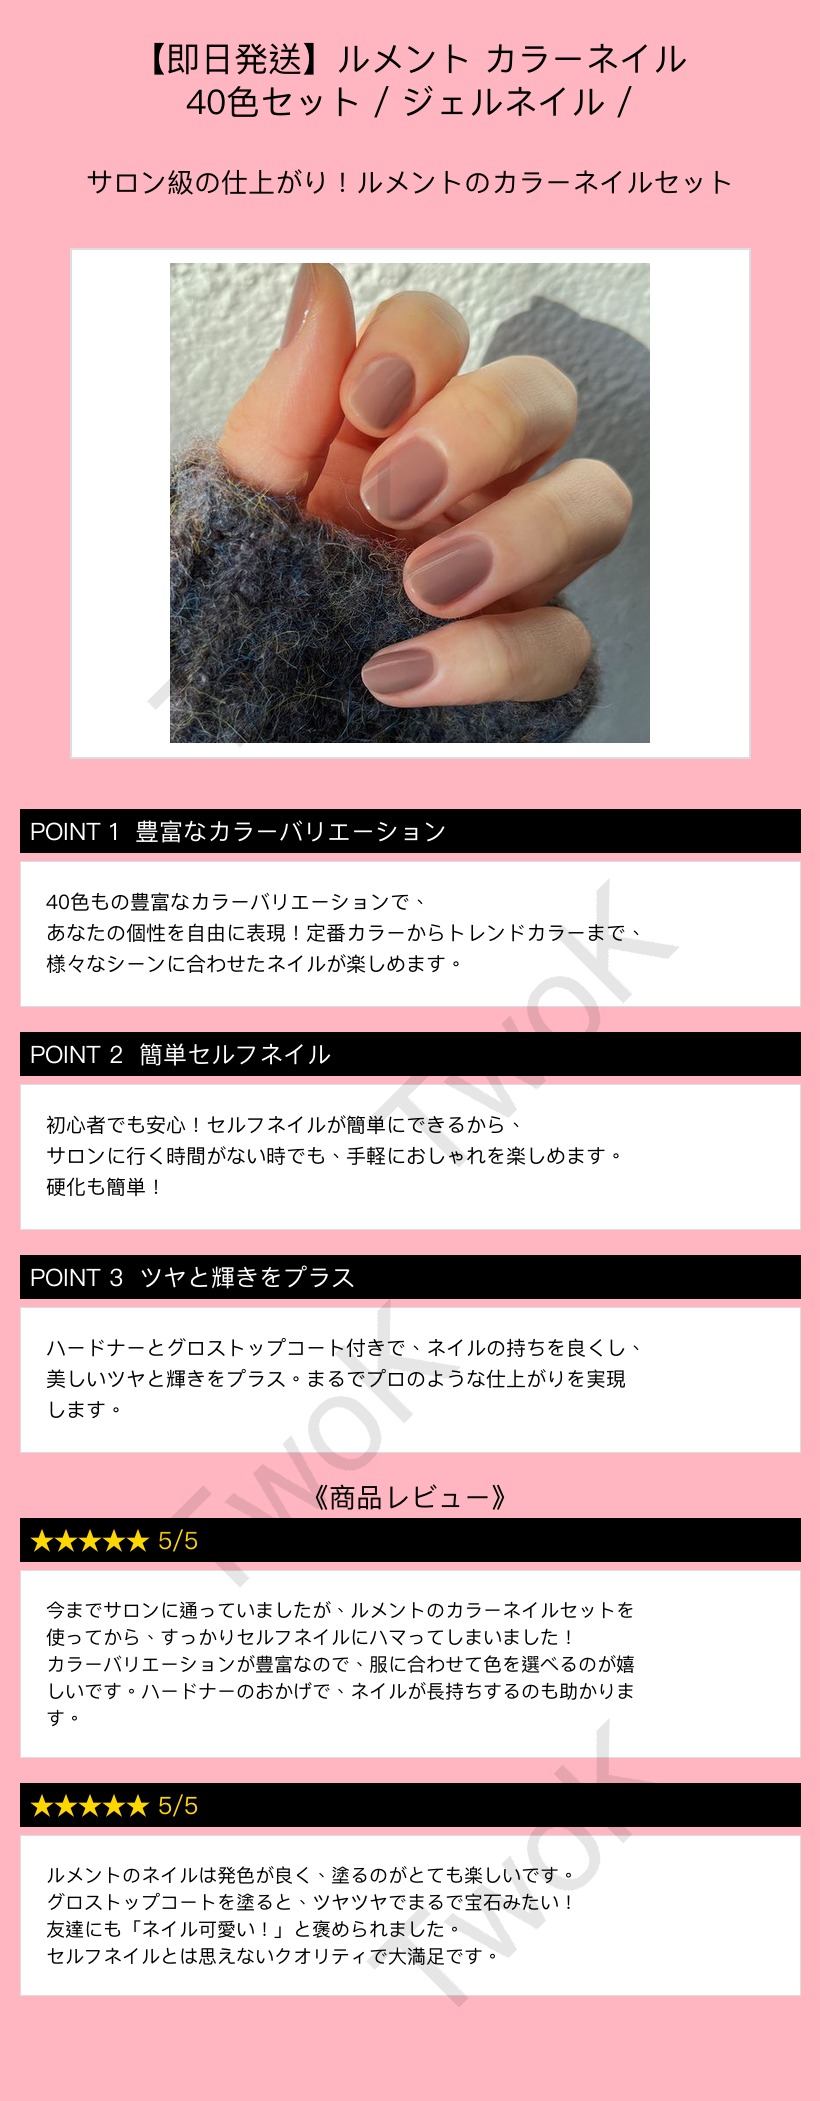 【即日発送】ルメント カラーネイル
40色セット / ジェルネイル /
サロン級の仕上がり！ルメントのカラーネイルセット
POINT 1 豊富なカラーバリエーション
40色もの豊富なカラーバリエーションで、
あなたの個性を自由に表現！定番カラーからトレンドカラーまで、
様々なシーンに合わせたネイルが楽しめます。
TwoK
POINT 2 簡単セルフネイル
初心者でも安心！セルフネイルが簡単にできるから、
サロンに行く時間がない時でも、手軽におしゃれを楽しめます。
硬化も簡単！
POINT 3 ツヤと輝きをプラス
ハードナーとグロストップコート付きで、ネイルの持ちを良くし、
美しいツヤと輝きをプラス。まるでプロのような仕上がりを実現
します。
TwoK
《商品レビュー》
★★★★★ 5/5
今までサロンに通っていましたが、ルメントのカラーネイルセットを
使ってから、すっかりセルフネイルにハマってしまいました！
カラーバリエーションが豊富なので、服に合わせて色を選べるのが嬉
しいです。ハードナーのおかげで、ネイルが長持ちするのも助かりま
す。
★★★★★ 5/5
ルメントのネイルは発色が良く、塗るのがとても楽しいです。
グロストップコートを塗ると、ツヤツヤでまるで宝石みたい！
友達にも「ネイル可愛い！」と褒められました。
セルフネイルとは思えないクオリティで大満足です。
TwoK